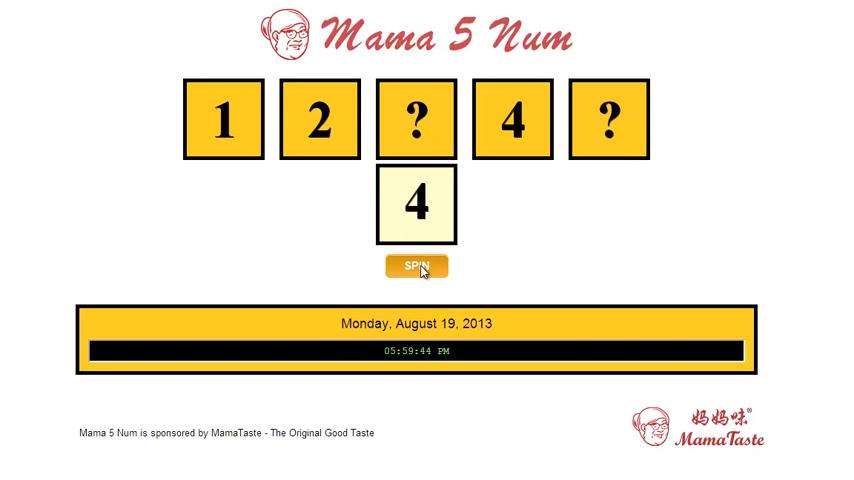 Mama 5 Num
1 2 ? 4 ?
4
SPIN
Monday, August 19, 2013
05:59:44 PM
妈妈味®
MamaTaste
Mama 5 Num is sponsored by MamaTaste - The Original Good Taste